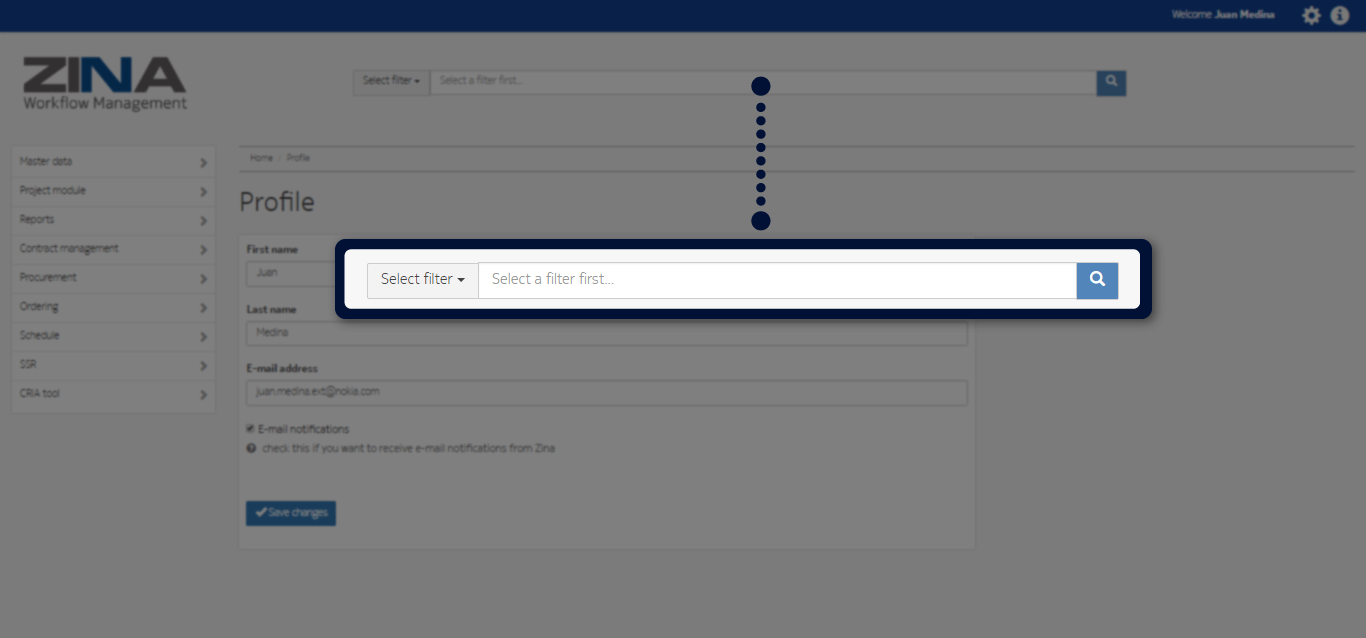 Welcome Juan Medina
ZINA
Workflow Management
Select filter
Select a filter first...
Master data
Project module
Reports
Contract management
Procurement
Ordering
Schedule
SSR
CRIA tool
Home / Profile
Profile
First name
Juan
Select filter
Select a filter first...
Last name
Medina
E-mail address
juan.medina.ext@nokia.com
E-mail notifications
check this if you want to receive e-mail notifications from Zina
Save changes